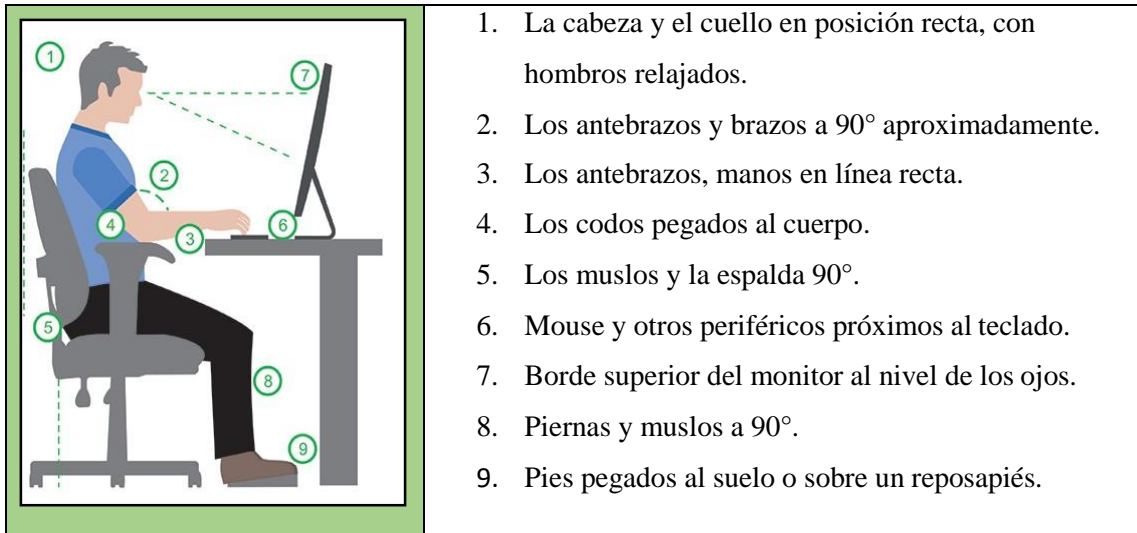 1
2
3
4
5
6
7
8
9
1. La cabeza y el cuello en posición recta, con
hombros relajados.
2. Los antebrazos y brazos a 90° aproximadamente.
3. Los antebrazos, manos en línea recta.
4. Los codos pegados al cuerpo.
5. Los muslos y la espalda 90°.
6. Mouse y otros periféricos próximos al teclado.
7. Borde superior del monitor al nivel de los ojos.
8. Piernas y muslos a 90°.
9. Pies pegados al suelo o sobre un reposapiés.